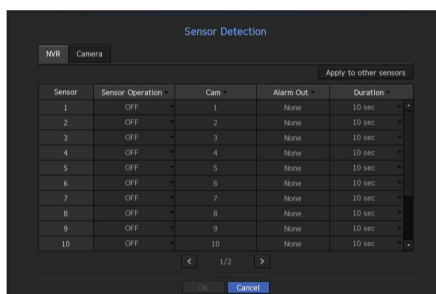 Sensor Detection
NVR Camera
Apply to other sensors
Sensor Sensor Operation Cam Alarm Out Duration
1 OFF 1 None 10 sec
2 OFF 2 None 10 sec
3 OFF 3 None 10 sec
4 OFF 4 None 10 sec
5 OFF 5 None 10 sec
6 OFF 6 None 10 sec
7 OFF 7 None 10 sec
8 OFF 8 None 10 sec
9 OFF 9 None 10 sec
10 OFF 10 None 10 sec
< 1/2 >
OK Cancel